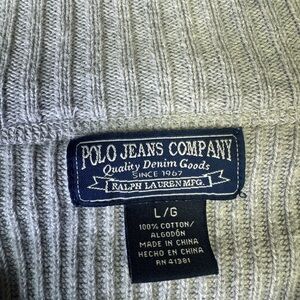 POLO JEANS COMPANY
Quality Denim Goods
SINCE 1967
RALPH LAUREN MFG.
L/G
100% COTTON/
ALGODÓN
MADE IN CHINA
HECHO EN CHINA
RN 41381